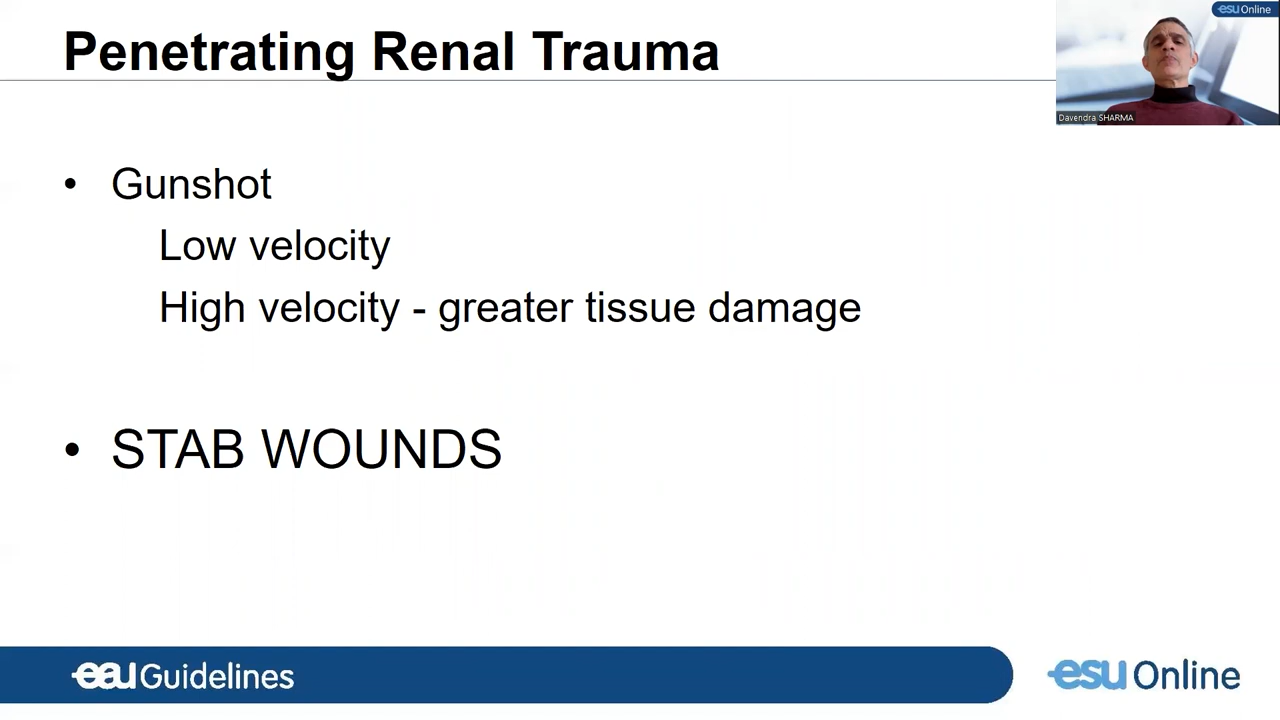 Penetrating Renal Trauma
esu Online
Davendra SHARMA
• Gunshot
Low velocity
High velocity - greater tissue damage
• STAB WOUNDS
eau Guidelines
esu Online